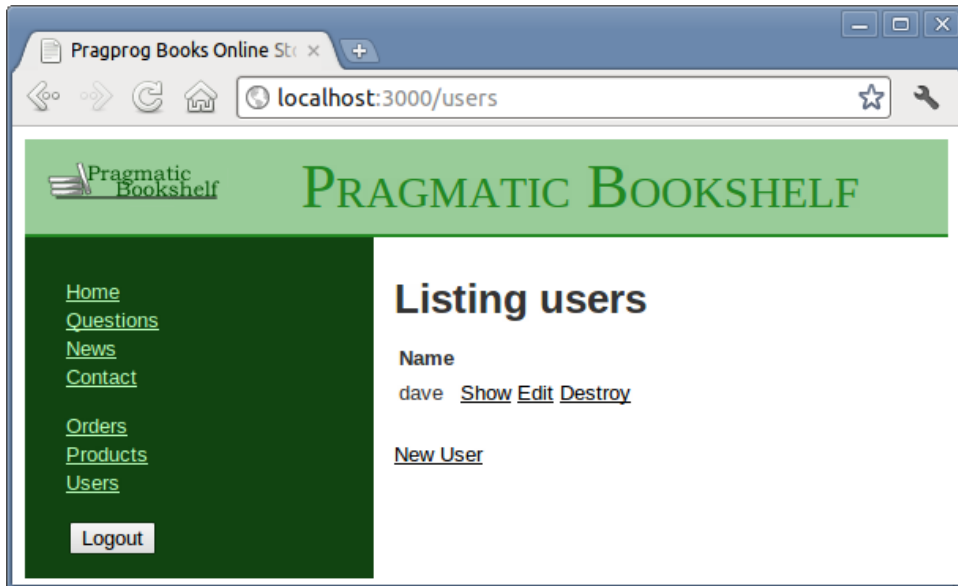 Pragprog Books Online Sto
localhost:3000/users
Pragmatic
Bookshelf
PRAGMATIC BOOKSHELF
Home
Questions
News
Contact
Orders
Products
Users
Logout
Listing users
Name
dave Show Edit Destroy
New User